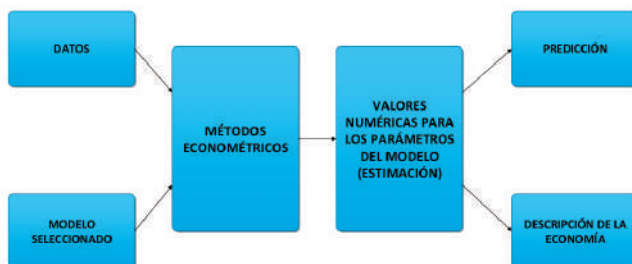 DATOS
MODELO
SELECCIONADO
MÉTODOS
ECONOMÉTRICOS
VALORES
NUMÉRICAS PARA
LOS PARÁMETROS
DEL MODELO
(ESTIMACIÓN)
PREDICCIÓN
DESCRIPCIÓN DE LA
ECONOMÍA